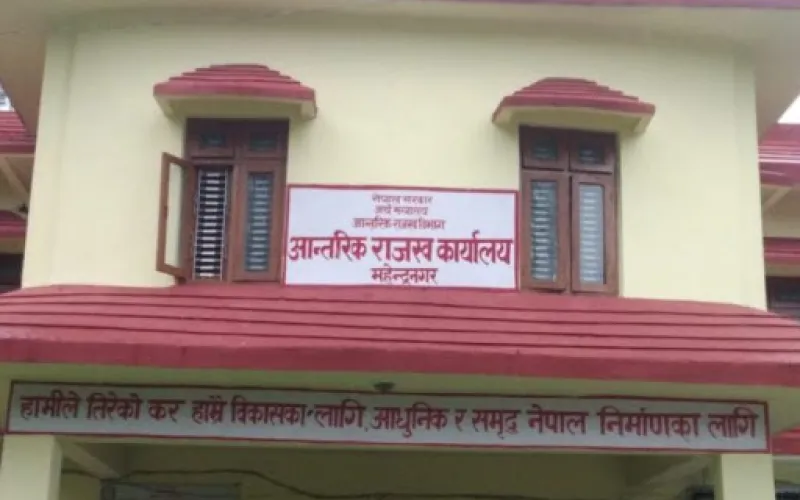 नेपाल सरकार
अर्थ मन्त्रालय
आन्तरिक राजस्व विभाग
आन्तरिक राजस्व कार्यालय
महेन्द्रनगर
हामीले तिरेको कर हाम्रै विकासका लागि, आधुनिक र समृद्ध नेपाल निर्माणका लागि